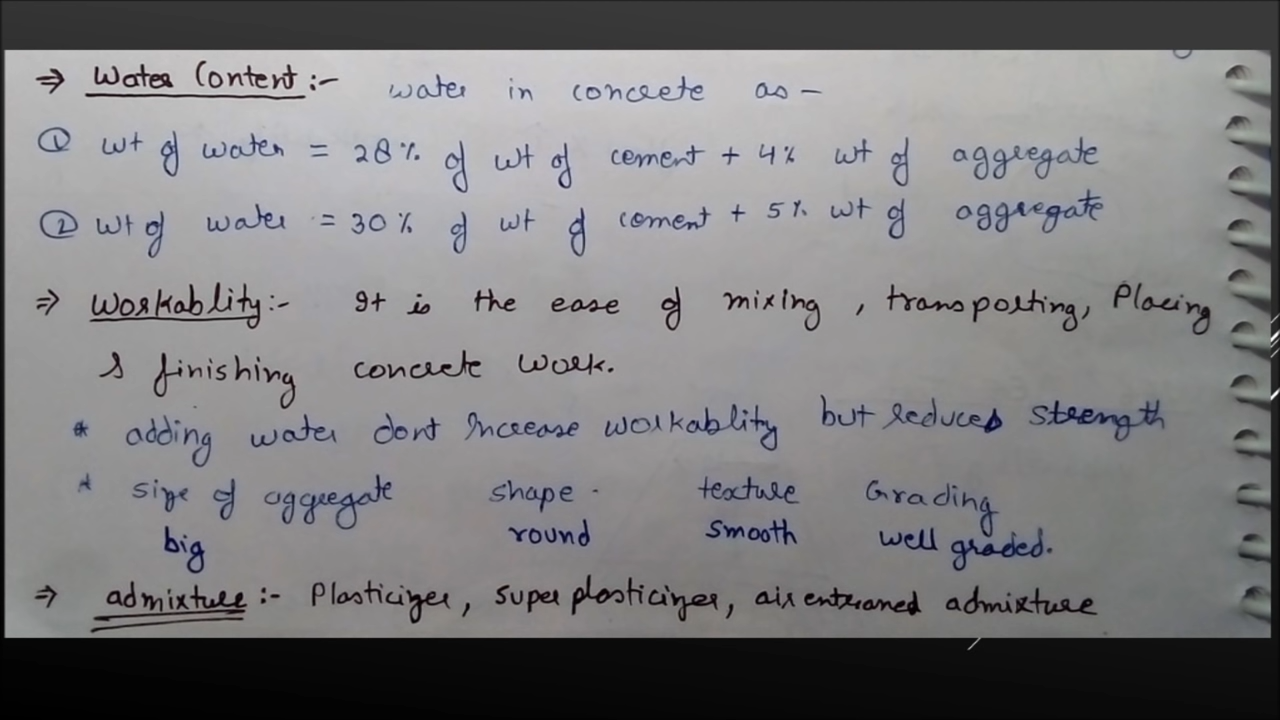 ⇒ Water Content:- water in concrete as -
① wt of water = 28% of wt of cement + 4% wt of aggregate
② wt of water = 30% of wt of cement + 5% wt of aggregate
⇒ Workablity:- It is the ease of mixing, transporting, Placing
& finishing concrete work.
* adding water dont Increase workablity but reduces strength
* size of aggregate shape texture Grading
big round smooth well graded.
⇒ admixture:- Plasticizer, super plasticizer, air entraned admixture